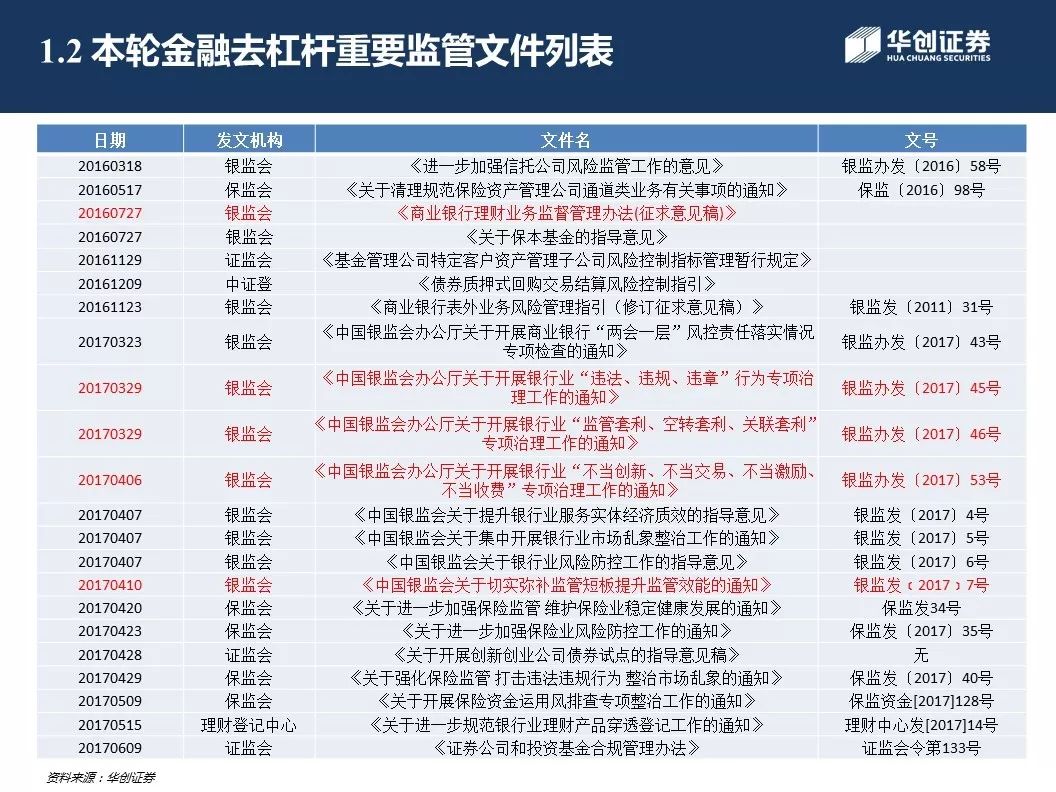 1.2 本轮金融去杠杆重要监管文件列表
华创证券
HUA CHUANG SECURITIES
日期 发文机构 文件名 文号
20160318 银监会 《进一步加强信托公司风险监管工作的意见》 银监办发〔2016〕58号
20160517 保监会 《关于清理规范保险资产管理公司通道类业务有关事项的通知》 保监〔2016〕98号
20160727 银监会 《商业银行理财业务监督管理办法(征求意见稿)》
20160727 银监会 《关于保本基金的指导意见》
20161129 证监会 《基金管理公司特定客户资产管理子公司风险控制指标管理暂行规定》
20161209 中证登 《债券质押式回购交易结算风险控制指引》
20161123 银监会 《商业银行表外业务风险管理指引（修订征求意见稿）》 银监发〔2011〕31号
20170323 银监会 《中国银监会办公厅关于开展商业银行“两会一层”风控责任落实情况
专项检查的通知》 银监办发〔2017〕43号
20170329 银监会 《中国银监会办公厅关于开展银行业“违法、违规、违章”行为专项治
理工作的通知》 银监办发〔2017〕45号
20170329 银监会 《中国银监会办公厅关于开展银行业“监管套利、空转套利、关联套利”
专项治理工作的通知》 银监办发〔2017〕46号
20170406 银监会 《中国银监会办公厅关于开展银行业“不当创新、不当交易、不当激励、
不当收费”专项治理工作的通知》 银监办发〔2017〕53号
20170407 银监会 《中国银监会关于提升银行业服务实体经济质效的指导意见》 银监发〔2017〕4号
20170407 银监会 《中国银监会关于集中开展银行业市场乱象整治工作的通知》 银监发〔2017〕5号
20170407 银监会 《中国银监会关于银行业风险防控工作的指导意见》 银监发〔2017〕6号
20170410 银监会 《中国银监会关于切实弥补监管短板提升监管效能的通知》 银监发〔2017〕7号
20170420 保监会 《关于进一步加强保险监管 维护保险业稳定健康发展的通知》 保监发34号
20170423 保监会 《关于进一步加强保险业风险防控工作的通知》 保监发〔2017〕35号
20170428 证监会 《关于开展创新创业公司债券试点的指导意见稿》 无
20170429 保监会 《关于强化保险监管 打击违法违规行为 整治市场乱象的通知》 保监发〔2017〕40号
20170509 保监会 《关于开展保险资金运用风排查专项整治工作的通知》 保监资金[2017]128号
20170515 理财登记中心 《关于进一步规范银行业理财产品穿透登记工作的通知》 理财中心发[2017]14号
20170609 证监会 《证券公司和投资基金合规管理办法》 证监会令第133号
资料来源：华创证券